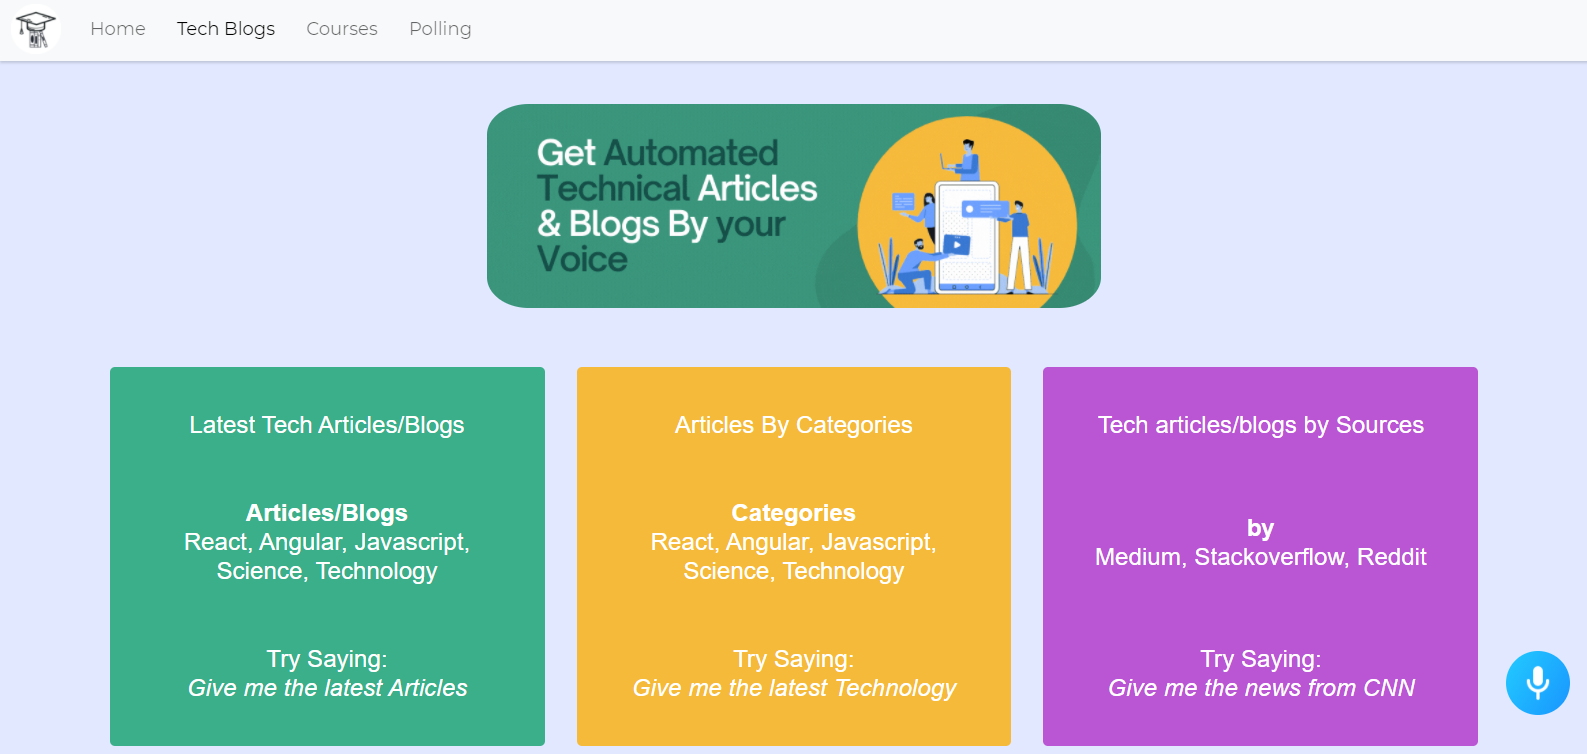 Home Tech Blogs Courses Polling
Get Automated
Technical Articles
& Blogs By your
Voice
Latest Tech Articles/Blogs
Articles/Blogs
React, Angular, Javascript,
Science, Technology
Try Saying:
Give me the latest Articles
Articles By Categories
Categories
React, Angular, Javascript,
Science, Technology
Try Saying:
Give me the latest Technology
Tech articles/blogs by Sources
by
Medium, Stackoverflow, Reddit
Try Saying:
Give me the news from CNN